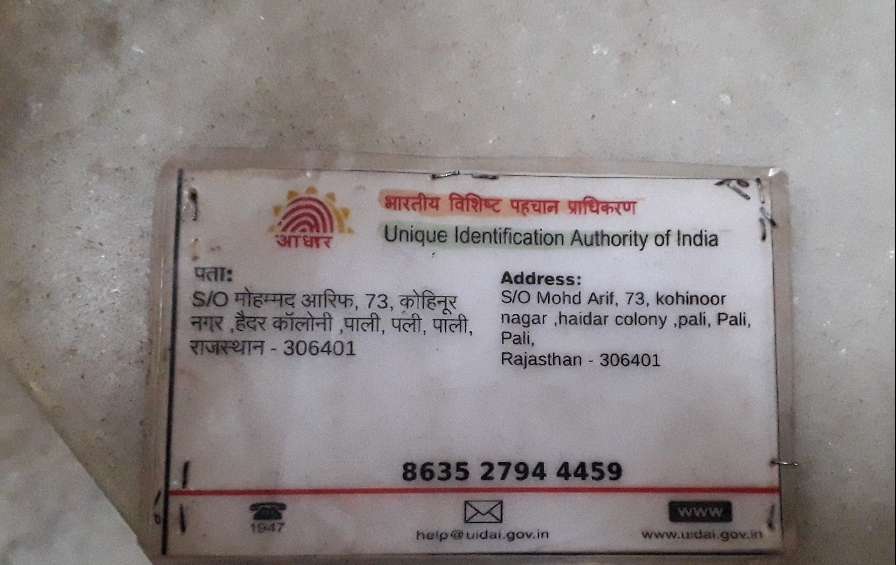 आधार
भारतीय विशिष्ट पहचान प्राधिकरण
Unique Identification Authority of India
पता:
S/O मोहम्मद आरिफ, 73, कोहिनूर
नगर ,हैदर कॉलोनी ,पाली, पली, पाली,
राजस्थान - 306401
Address:
S/O Mohd Arif, 73, kohinoor
nagar ,haidar colony ,pali, Pali,
Pali,
Rajasthan - 306401
8635 2794 4459
1947
help@uidai.gov.in
www
www.uidai.gov.in